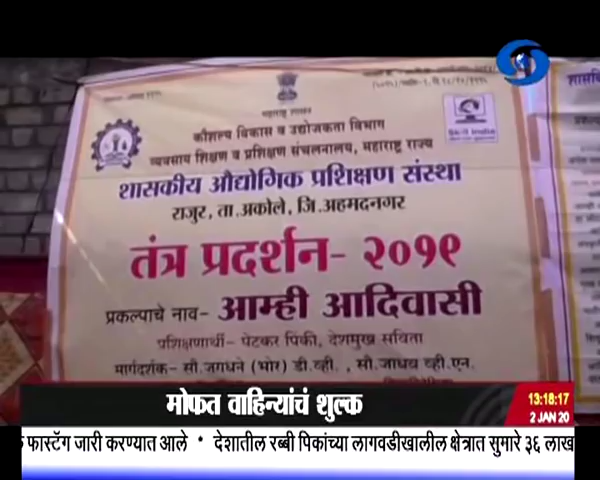 महाराष्ट्र शासन
कौशल्य विकास व उद्योजकता विभाग
व्यवसाय शिक्षण व प्रशिक्षण संचलनालय, महाराष्ट्र राज्य
शासकीय औद्योगिक प्रशिक्षण संस्था
राजुर, ता.अकोले, जि.अहमदनगर
तंत्र प्रदर्शन- २०१९
प्रकल्पाचे नाव- आम्ही आदिवासी
प्रशिक्षणार्थी- पेटकर पिंकी, देशमुख सविता
मार्गदर्शक- सौ.जगधने (भोर) डी.व्ही. , सौ.जाधव व्ही.एन.
मोफत वाहिन्यांचं शुल्क
13:18:17
2 JAN 20
फास्टॅग जारी करण्यात आले * देशातील रब्बी पिकांच्या लागवडीखालील क्षेत्रात सुमारे ३६ लाख